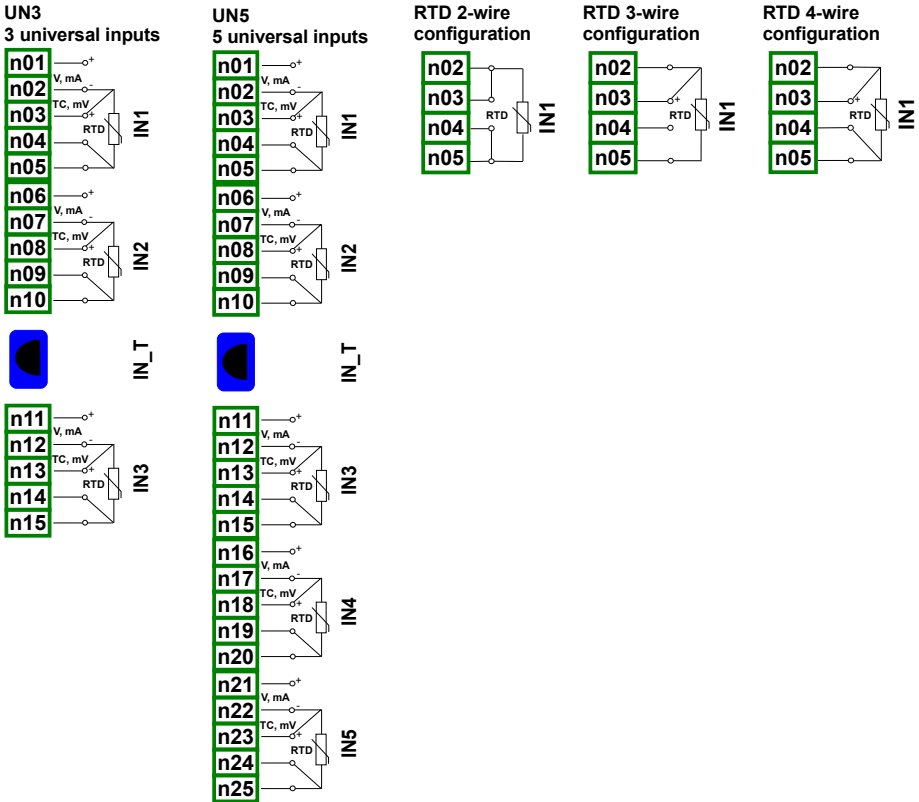 UN3
3 universal inputs
n01
+
V, mA
n02
-
TC, mV
n03
+
RTD
n04
n05
IN1
n06
+
V, mA
n07
-
TC, mV
n08
+
RTD
n09
n10
IN2
IN_T
n11
+
V, mA
n12
-
TC, mV
n13
+
RTD
n14
n15
IN3
UN5
5 universal inputs
n01
+
V, mA
n02
-
TC, mV
n03
+
RTD
n04
n05
IN1
n06
+
V, mA
n07
-
TC, mV
n08
+
RTD
n09
n10
IN2
IN_T
n11
+
V, mA
n12
-
TC, mV
n13
+
RTD
n14
n15
IN3
n16
+
V, mA
n17
-
TC, mV
n18
+
RTD
n19
n20
IN4
n21
+
V, mA
n22
-
TC, mV
n23
+
RTD
n24
n25
IN5
RTD 2-wire
configuration
n02
n03
RTD
n04
n05
IN1
RTD 3-wire
configuration
n02
n03
+
RTD
n04
n05
IN1
RTD 4-wire
configuration
n02
n03
+
RTD
n04
n05
IN1